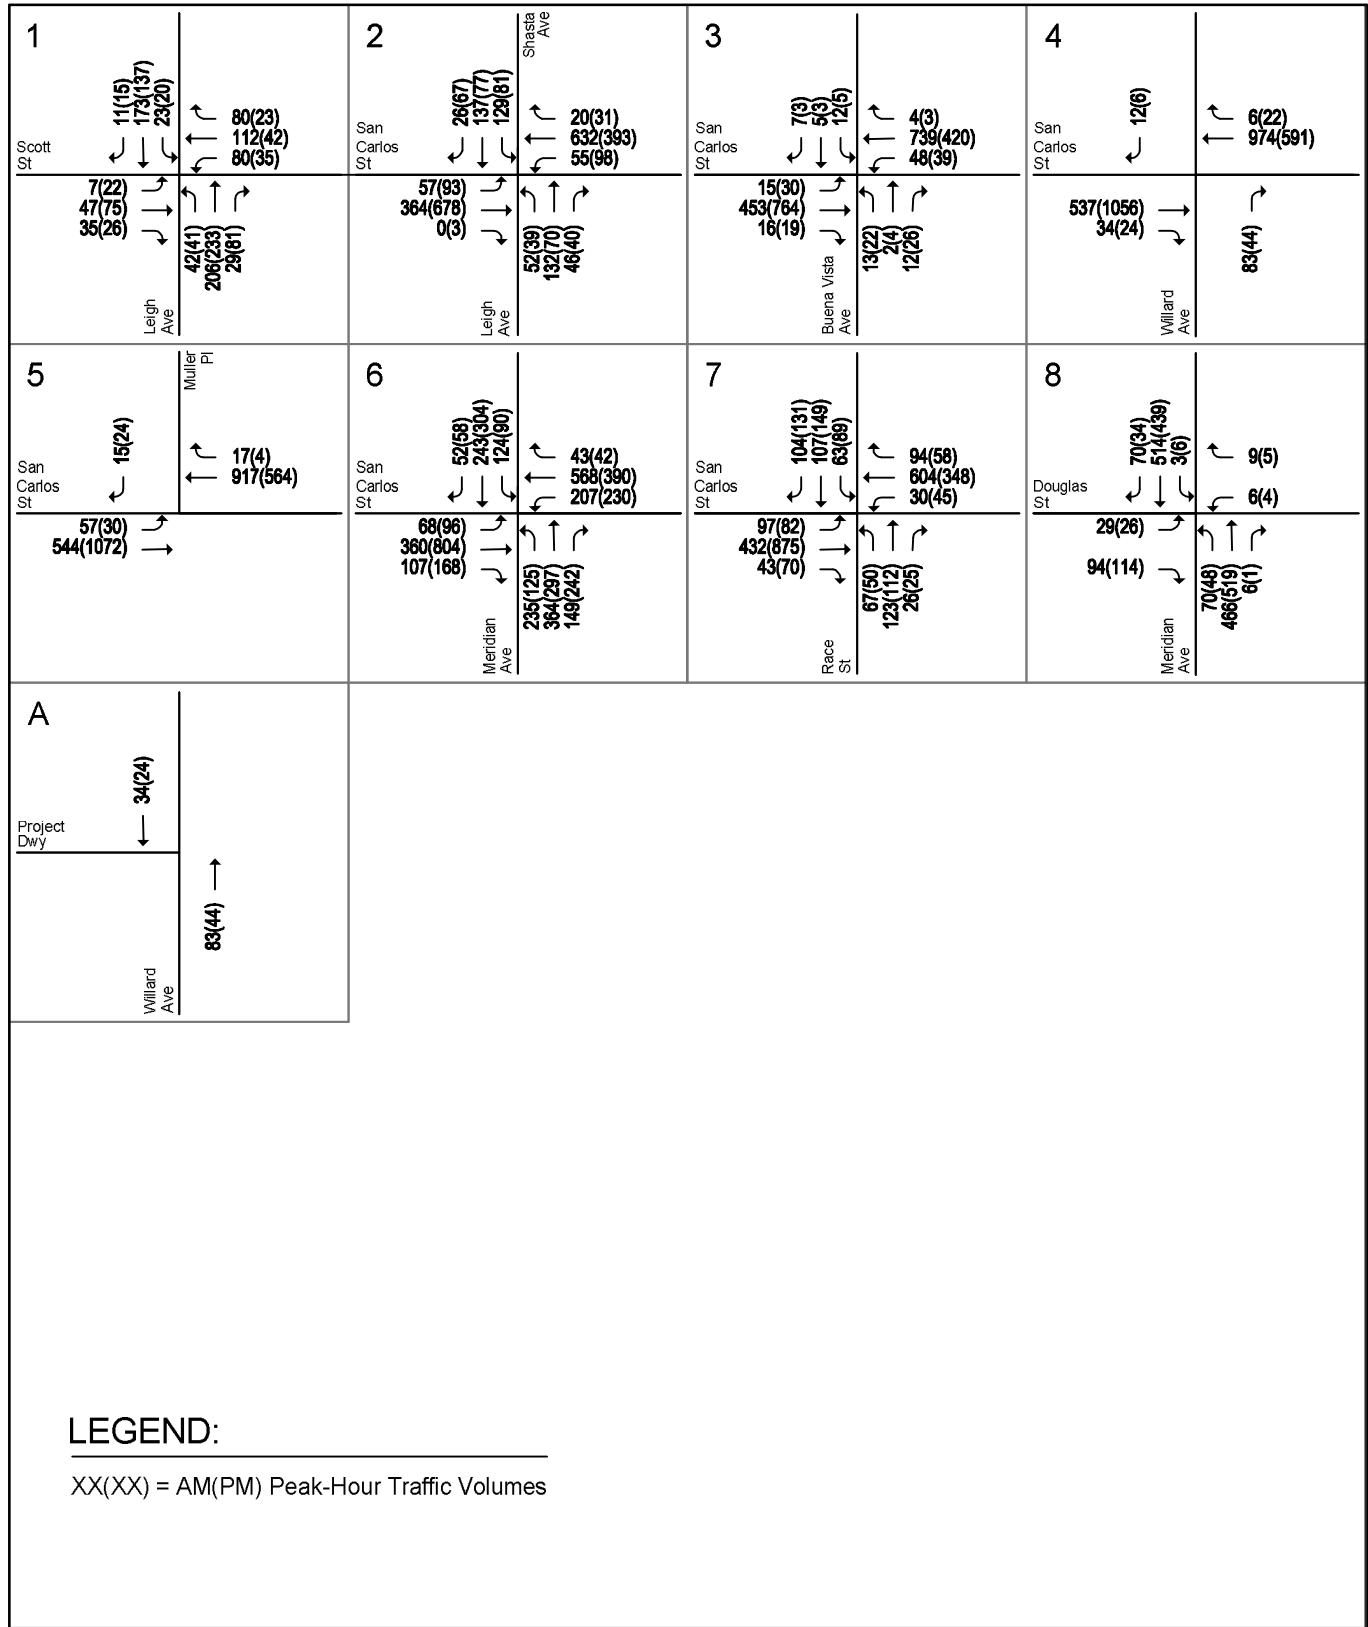 1
11(15)
173(137)
23(20)
80(23)
112(42)
80(35)
Scott
St
7(22)
47(75)
35(26)
42(41)
206(233)
29(81)
Leigh
Ave
2
Shasta
Ave
26(67)
137(77)
129(81)
20(31)
632(393)
55(98)
San
Carlos
St
57(93)
364(678)
0(3)
52(39)
132(70)
46(40)
Leigh
Ave
3
7(3)
5(3)
12(5)
4(3)
739(420)
48(39)
San
Carlos
St
15(30)
453(764)
16(19)
13(22)
2(4)
12(26)
Buena Vista
Ave
4
12(6)
6(22)
974(591)
San
Carlos
St
537(1056)
34(24)
83(44)
Willard
Ave
5
Muller
Pl
15(24)
17(4)
917(564)
San
Carlos
St
57(30)
544(1072)
6
52(58)
243(304)
124(90)
43(42)
568(390)
207(230)
San
Carlos
St
68(96)
360(804)
107(168)
235(125)
364(297)
149(242)
Meridian
Ave
7
104(131)
107(149)
63(89)
94(58)
604(348)
30(45)
San
Carlos
St
97(82)
432(875)
43(70)
67(50)
123(112)
26(25)
Race
St
8
70(34)
514(439)
3(6)
9(5)
6(4)
Douglas
St
29(26)
94(114)
70(48)
466(519)
6(1)
Meridian
Ave
A
34(24)
Project
Dwy
83(44)
Willard
Ave
LEGEND:
XX(XX) = AM(PM) Peak-Hour Traffic Volumes